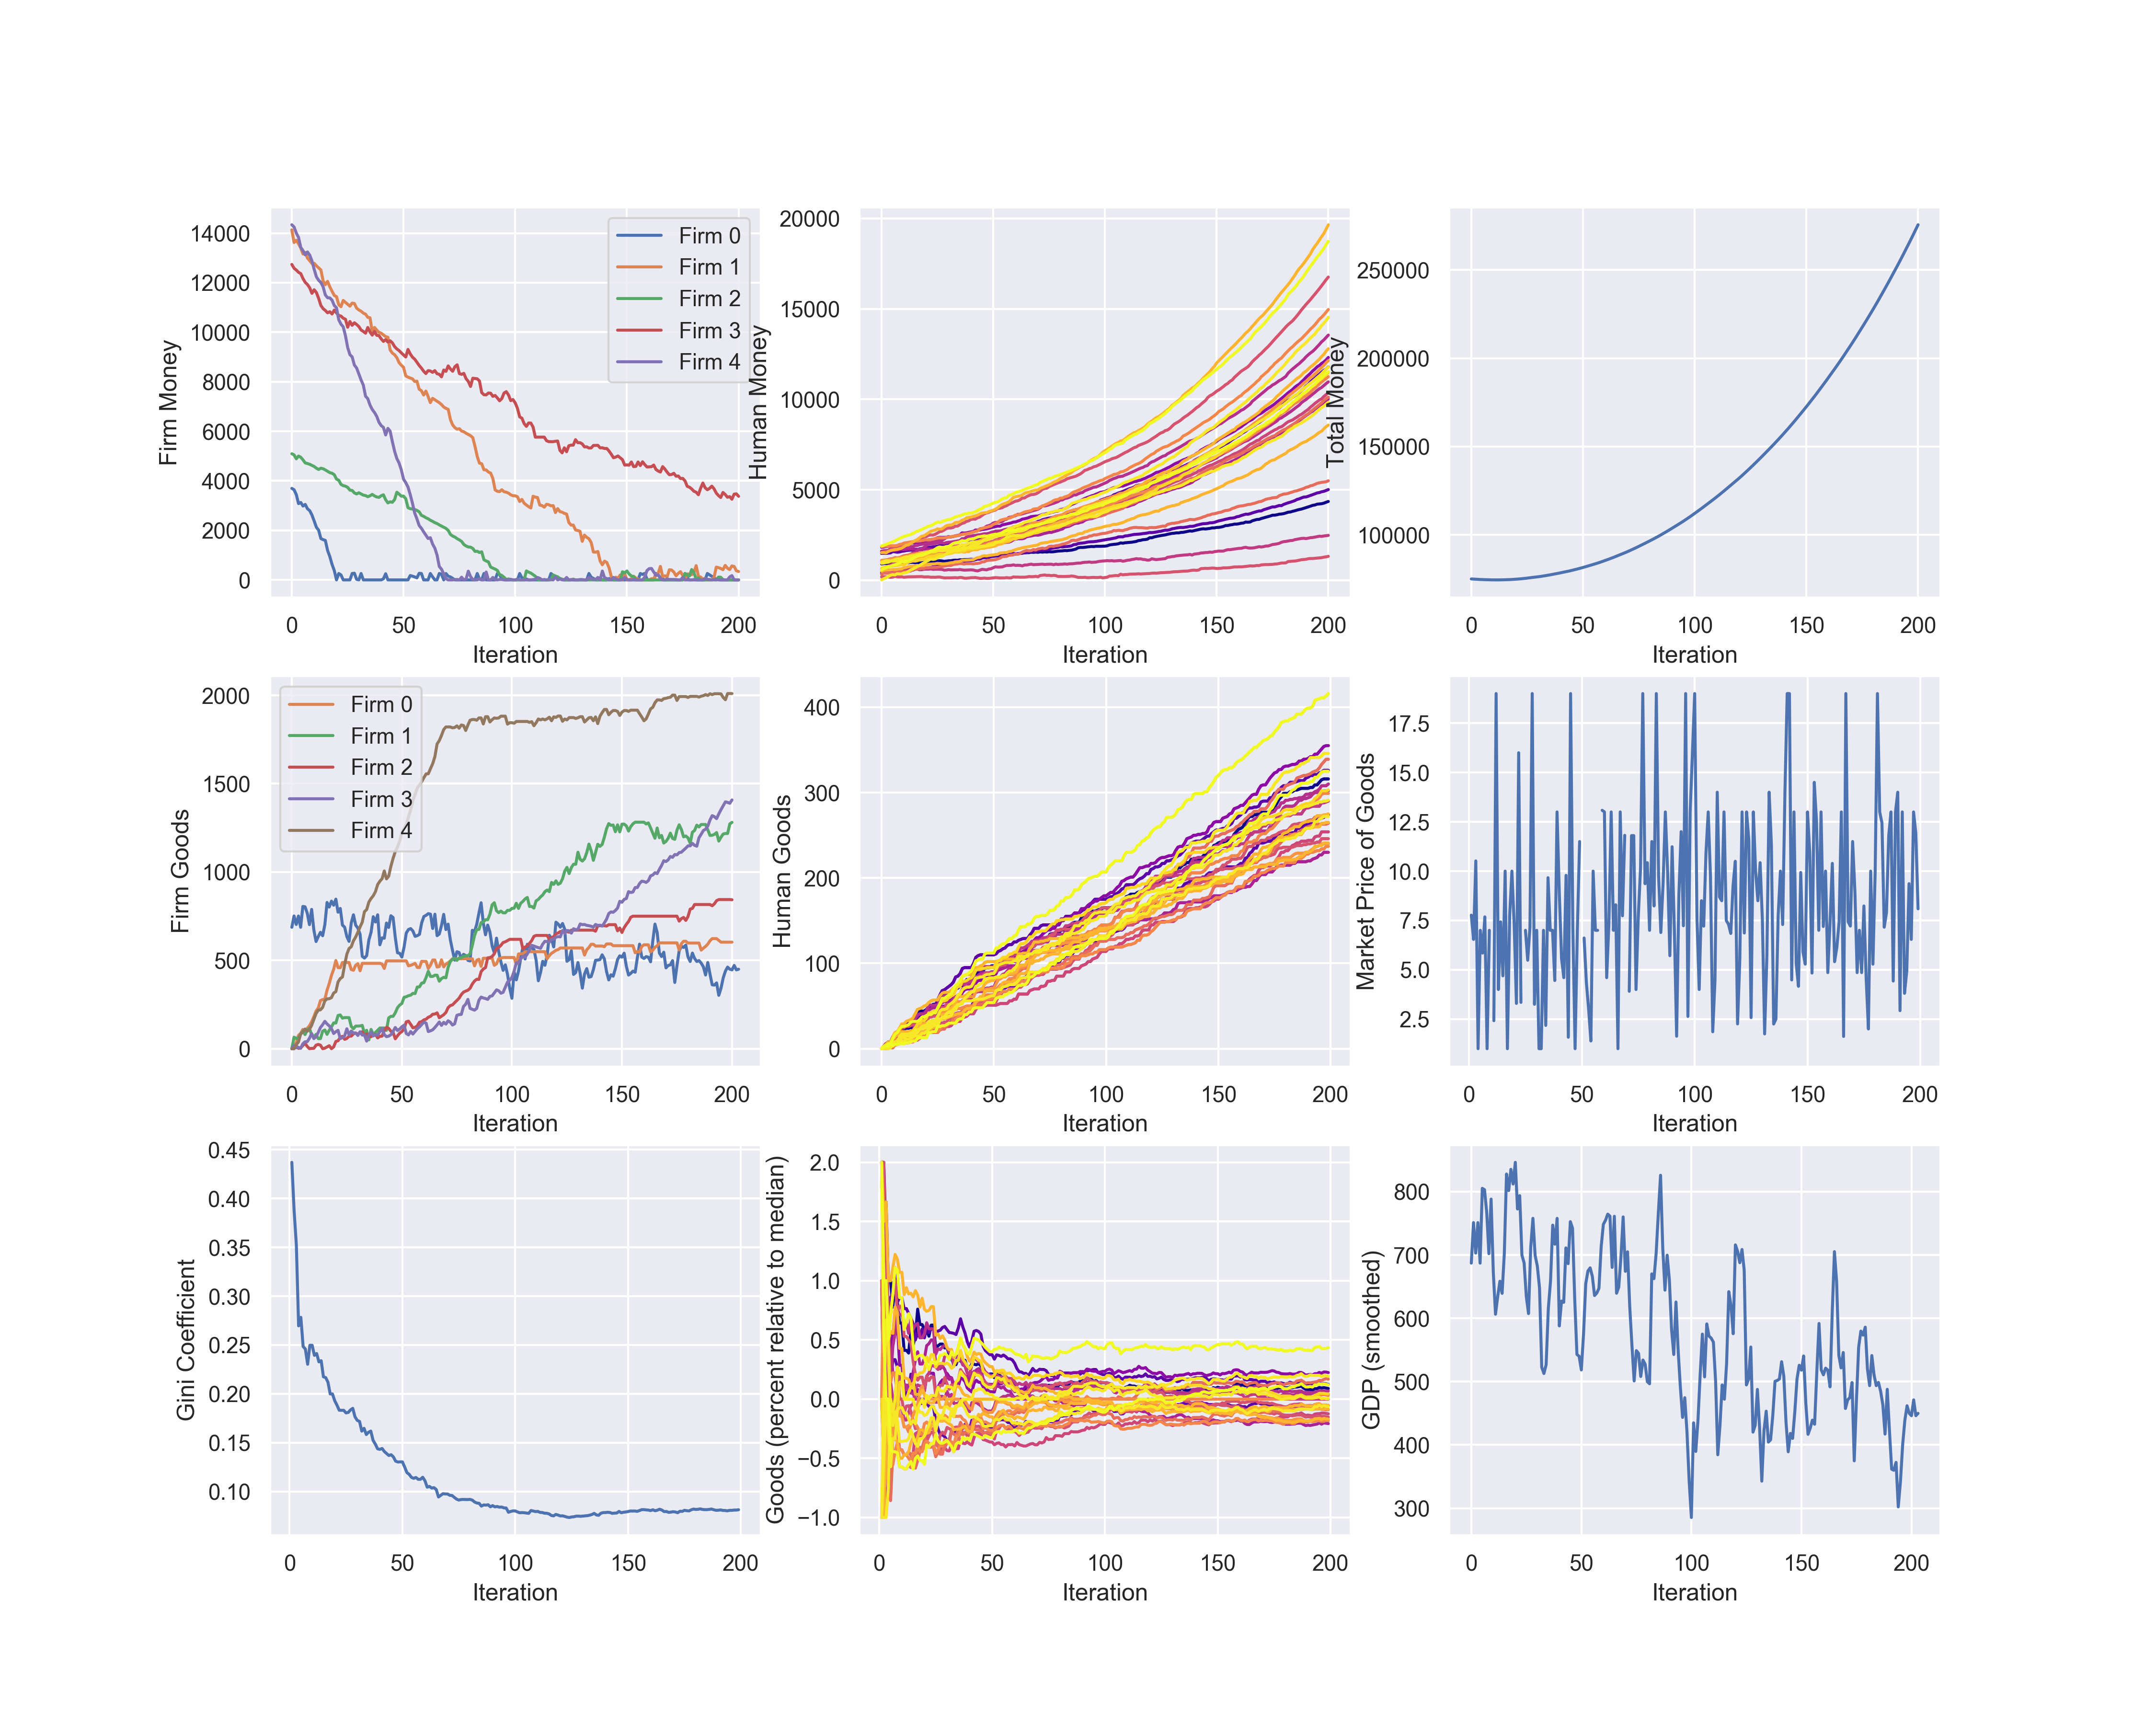 Firm Money
14000
12000
10000
8000
6000
4000
2000
0
Firm 0
Firm 1
Firm 2
Firm 3
Firm 4
0 50 100 150 200
Iteration
Human Money
20000
15000
10000
5000
0
0 50 100 150 200
Iteration
Total Money
250000
200000
150000
100000
0 50 100 150 200
Iteration
Firm Goods
2000
1500
1000
500
0
Firm 0
Firm 1
Firm 2
Firm 3
Firm 4
0 50 100 150 200
Iteration
Human Goods
400
300
200
100
0
0 50 100 150 200
Iteration
Market Price of Goods
17.5
15.0
12.5
10.0
7.5
5.0
2.5
0 50 100 150 200
Iteration
Gini Coefficient
0.45
0.40
0.35
0.30
0.25
0.20
0.15
0.10
0 50 100 150 200
Iteration
Goods (percent relative to median)
2.0
1.5
1.0
0.5
0.0
−0.5
−1.0
0 50 100 150 200
Iteration
GDP (smoothed)
800
700
600
500
400
300
0 50 100 150 200
Iteration